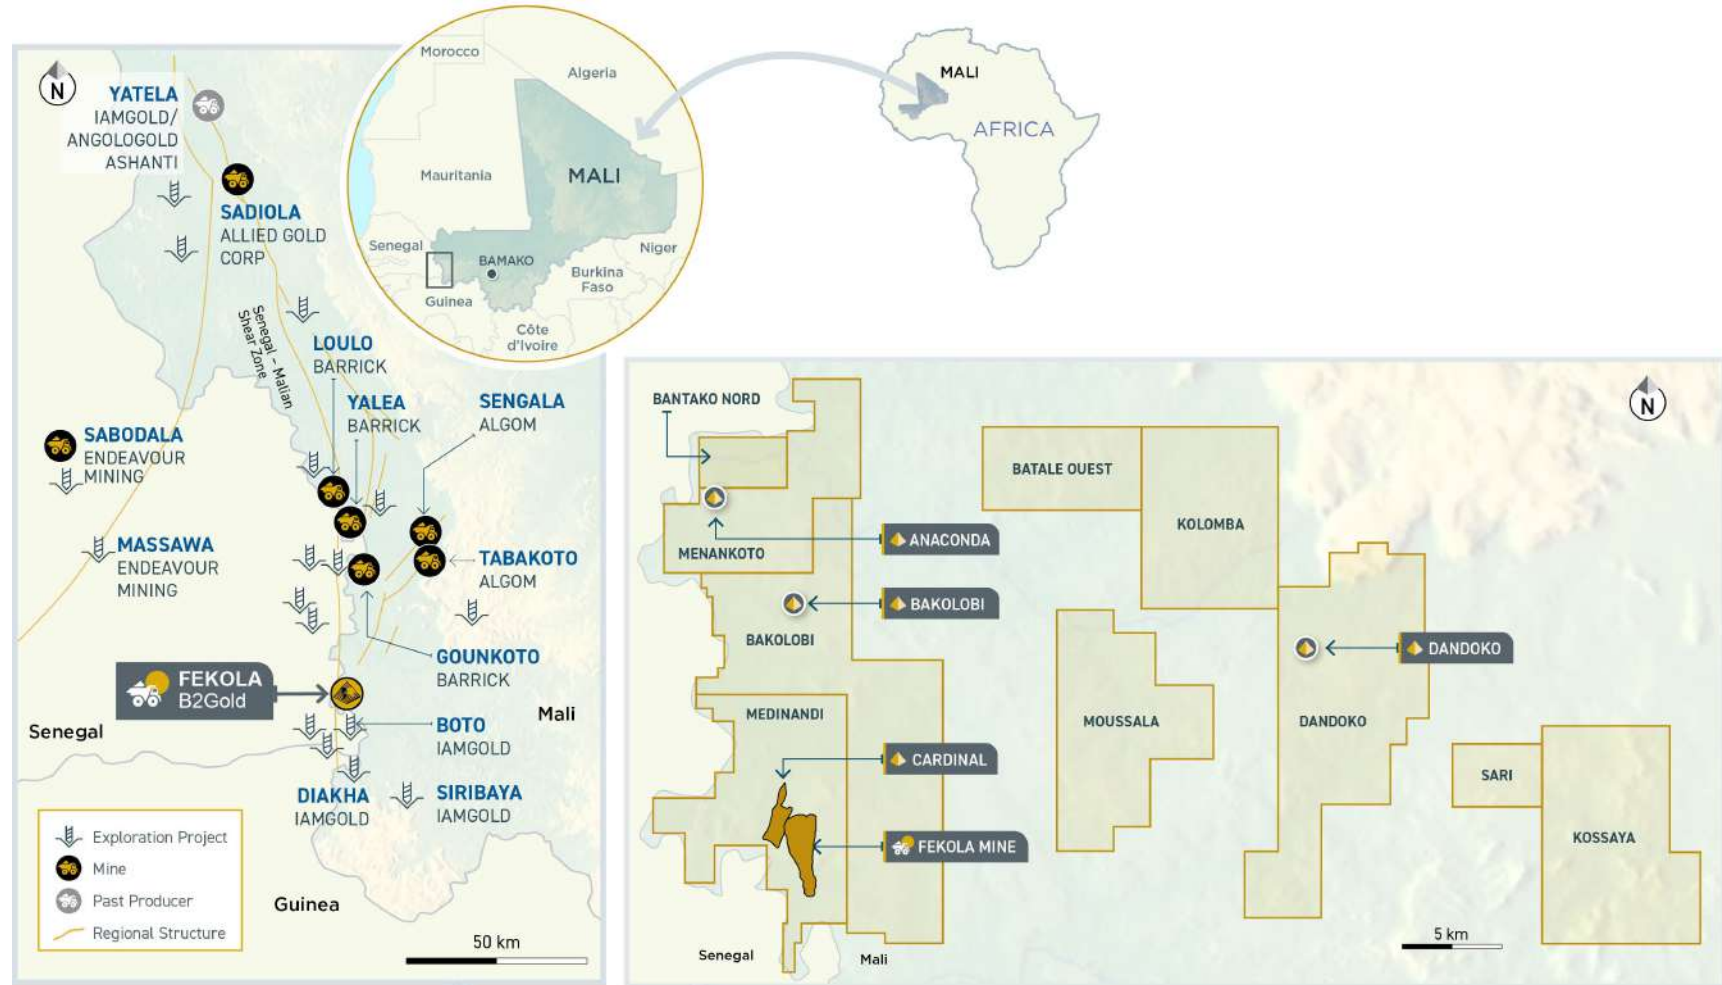 N
YATELA
IAMGOLD/
ANGOLOGOLD
ASHANTI
SADIOLA
ALLIED GOLD
CORP
Senegal – Malian
Shear Zone
LOULO
BARRICK
YALEA
BARRICK
SENGALA
ALGOM
SABODALA
ENDEAVOUR
MINING
MASSAWA
ENDEAVOUR
MINING
TABAKOTO
ALGOM
GOUNKOTO
BARRICK
FEKOLA
B2Gold
Senegal
Mali
BOTO
IAMGOLD
DIAKHA
IAMGOLD
SIRIBAYA
IAMGOLD
Guinea
Exploration Project
Mine
Past Producer
Regional Structure
50 km
Morocco
Algeria
Mauritania
MALI
Senegal
BAMAKO
Niger
Burkina
Faso
Guinea
Côte
d'Ivoire
MALI
AFRICA
N
BANTAKO NORD
MENANKOTO
ANACONDA
BAKOLOBI
BAKOLOBI
MEDINANDI
CARDINAL
FEKOLA MINE
BATALE OUEST
KOLOMBA
MOUSSALA
DANDOKO
DANDOKO
SARI
KOSSAYA
Senegal
Mali
5 km